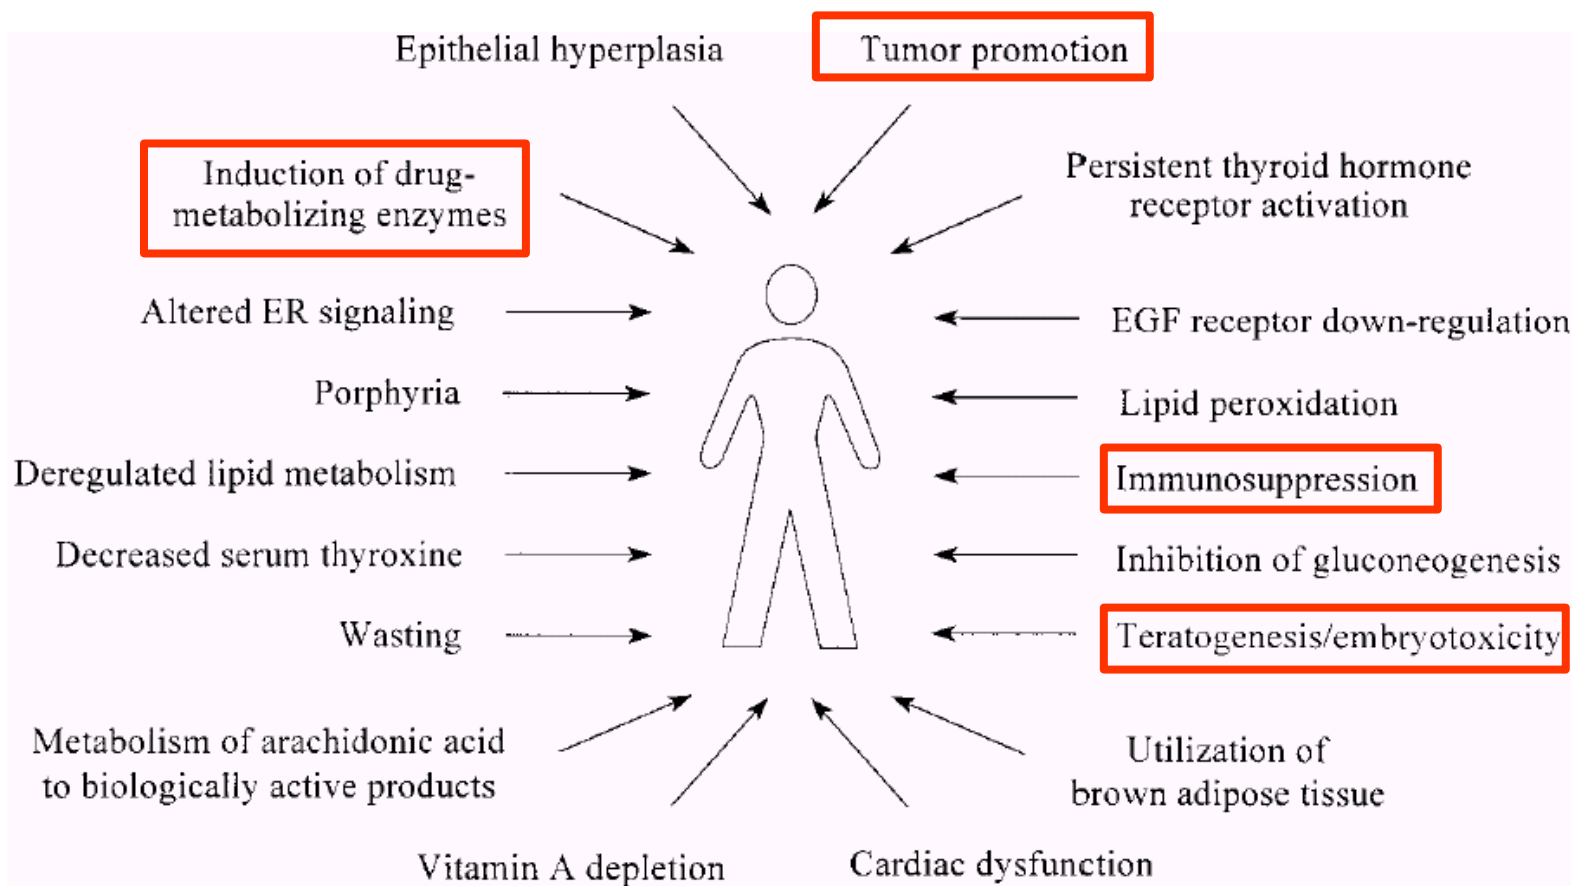 Epithelial hyperplasia
Tumor promotion
Induction of drug-
metabolizing enzymes
Persistent thyroid hormone
receptor activation
Altered ER signaling
EGF receptor down-regulation
Porphyria
Lipid peroxidation
Deregulated lipid metabolism
Immunosuppression
Decreased serum thyroxine
Inhibition of gluconeogenesis
Wasting
Teratogenesis/embryotoxicity
Metabolism of arachidonic acid
to biologically active products
Utilization of
brown adipose tissue
Vitamin A depletion
Cardiac dysfunction